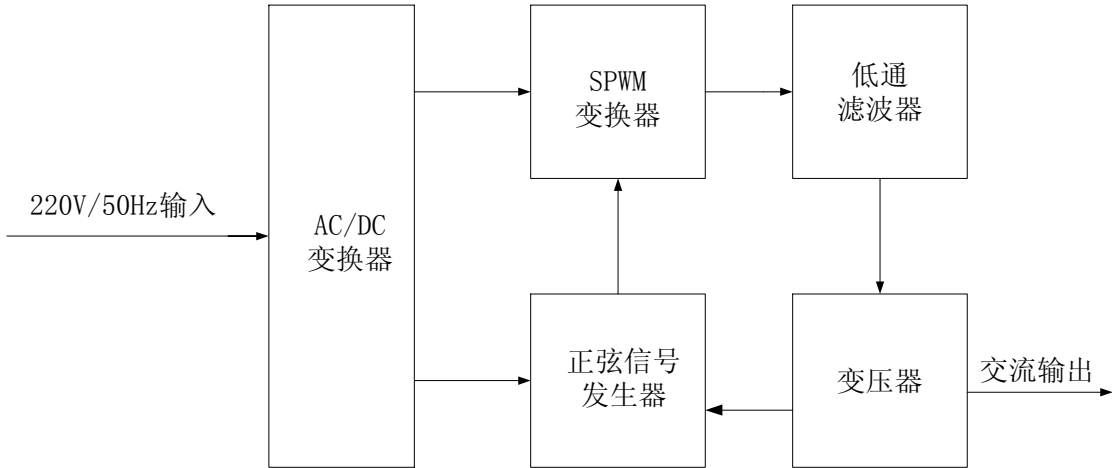 220V/50Hz输入
AC/DC
变换器
SPWM
变换器
低通
滤波器
正弦信号
发生器
变压器
交流输出